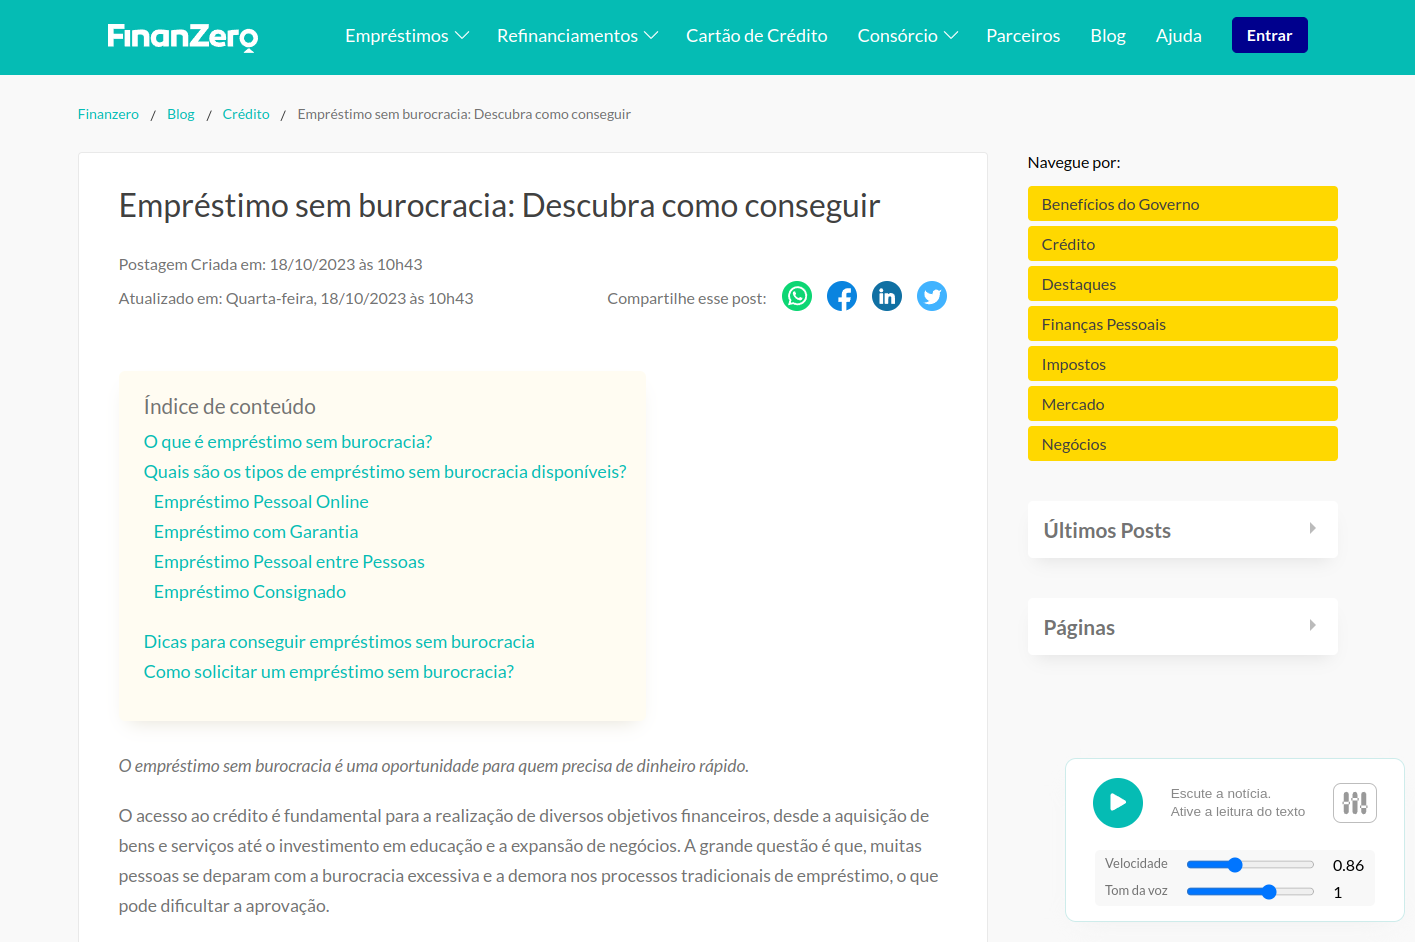 FinanZero
Empréstimos
Refinanciamentos
Cartão de Crédito
Consórcio
Parceiros
Blog
Ajuda
Entrar
Finanzero / Blog / Crédito / Empréstimo sem burocracia: Descubra como conseguir
Empréstimo sem burocracia: Descubra como conseguir
Postagem Criada em: 18/10/2023 às 10h43
Atualizado em: Quarta-feira, 18/10/2023 às 10h43
Compartilhe esse post:
Índice de conteúdo
O que é empréstimo sem burocracia?
Quais são os tipos de empréstimo sem burocracia disponíveis?
Empréstimo Pessoal Online
Empréstimo com Garantia
Empréstimo Pessoal entre Pessoas
Empréstimo Consignado
Dicas para conseguir empréstimos sem burocracia
Como solicitar um empréstimo sem burocracia?
O empréstimo sem burocracia é uma oportunidade para quem precisa de dinheiro rápido.
O acesso ao crédito é fundamental para a realização de diversos objetivos financeiros, desde a aquisição de
bens e serviços até o investimento em educação e a expansão de negócios. A grande questão é que, muitas
pessoas se deparam com a burocracia excessiva e a demora nos processos tradicionais de empréstimo, o que
pode dificultar a aprovação.
Navegue por:
Benefícios do Governo
Crédito
Destaques
Finanças Pessoais
Impostos
Mercado
Negócios
Últimos Posts
Páginas
Escute a notícia.
Ative a leitura do texto
Velocidade
0.86
Tom da voz
1